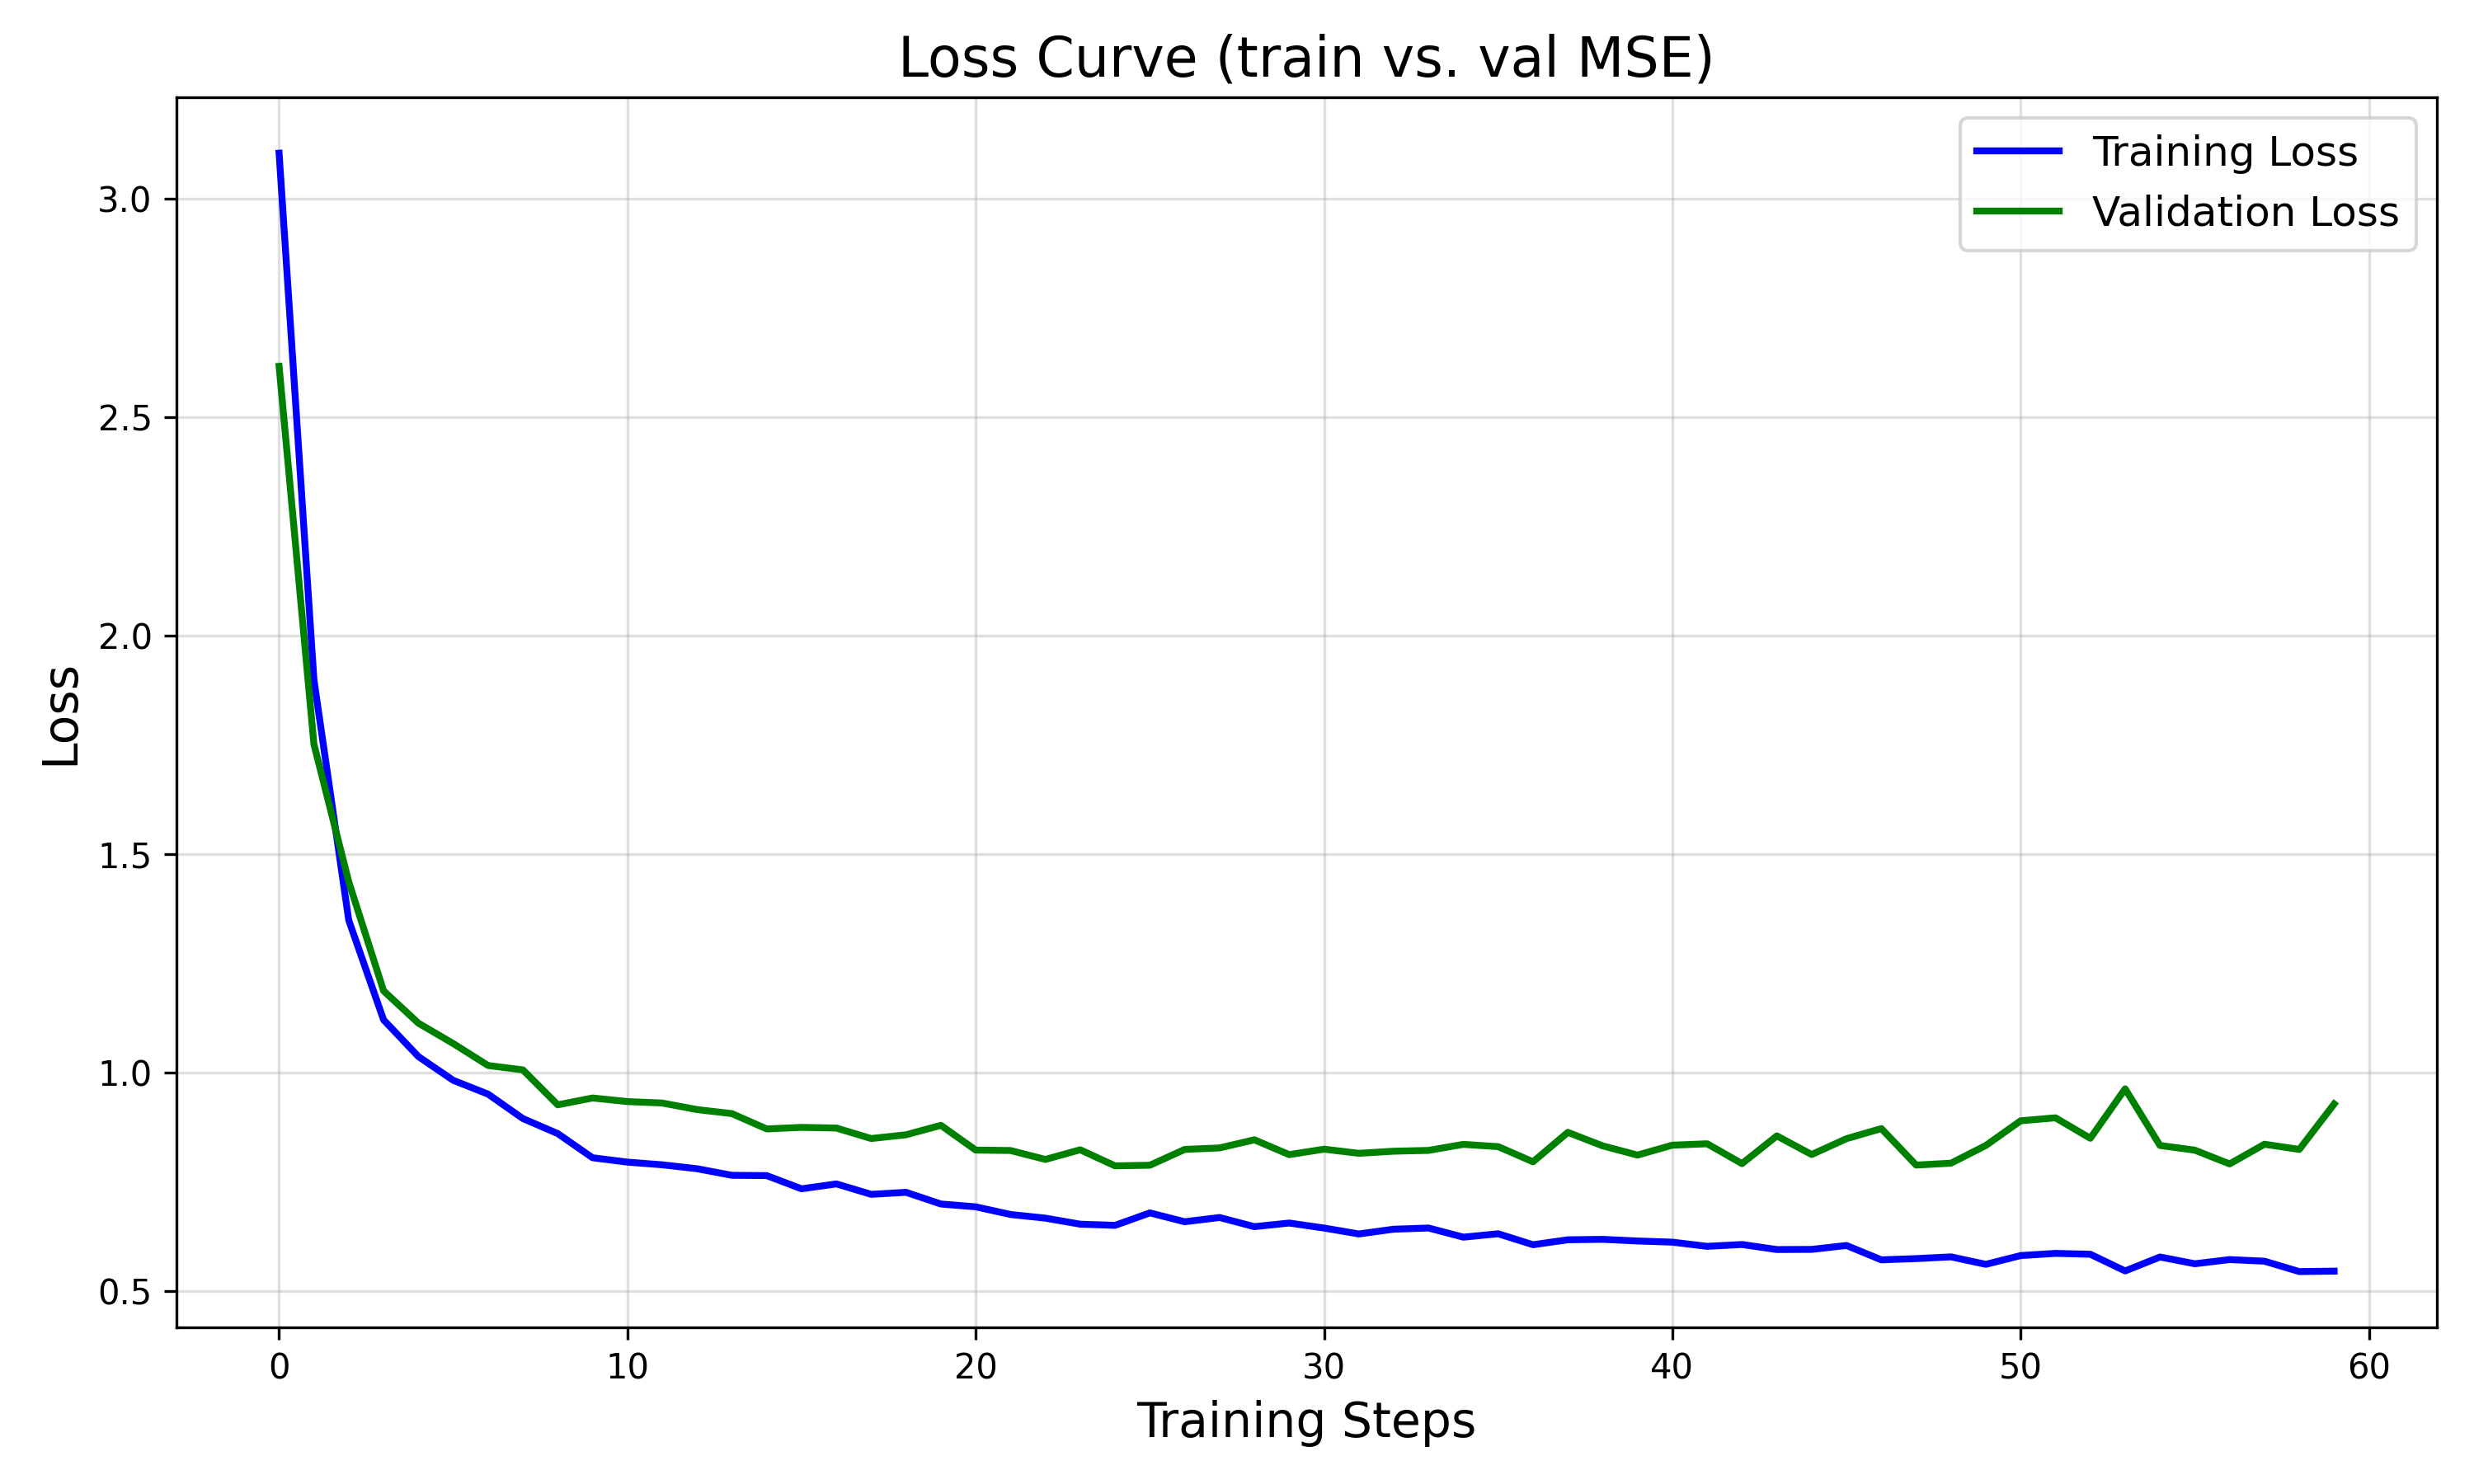 Loss Curve (train vs. val MSE)
Training Loss
Validation Loss
Loss
3.0
2.5
2.0
1.5
1.0
0.5
0 10 20 30 40 50 60
Training Steps